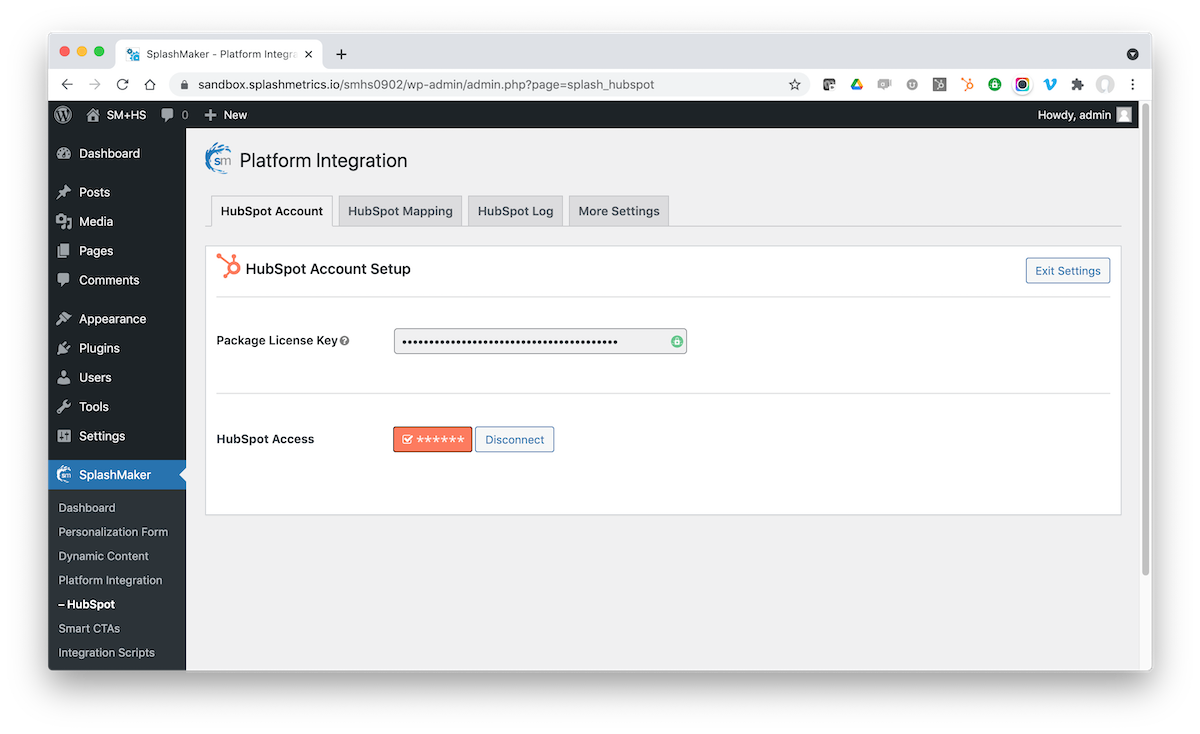 SplashMaker - Platform Integra
sandbox.splashmetrics.io/smhs0902/wp-admin/admin.php?page=splash_hubspot
SM+HS 0 New Howdy, admin
Dashboard
Posts
Media
Pages
Comments
Appearance
Plugins
Users
Tools
Settings
SplashMaker
Dashboard
Personalization Form
Dynamic Content
Platform Integration
– HubSpot
Smart CTAs
Integration Scripts
sm Platform Integration
HubSpot Account HubSpot Mapping HubSpot Log More Settings
HubSpot Account Setup Exit Settings
Package License Key ••••••••••••••••••••••••••••••••••••••••
HubSpot Access ****** Disconnect